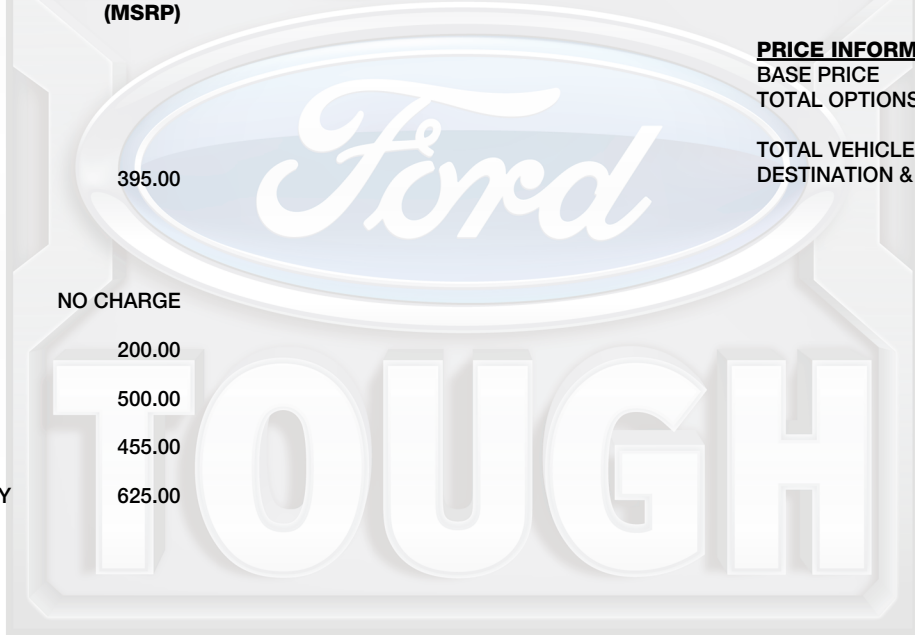 (MSRP)
395.00
NO CHARGE
200.00
500.00
455.00
Y 625.00
PRICE INFORM
BASE PRICE
TOTAL OPTIONS
TOTAL VEHICLE
DESTINATION &
Ford
TOUGH